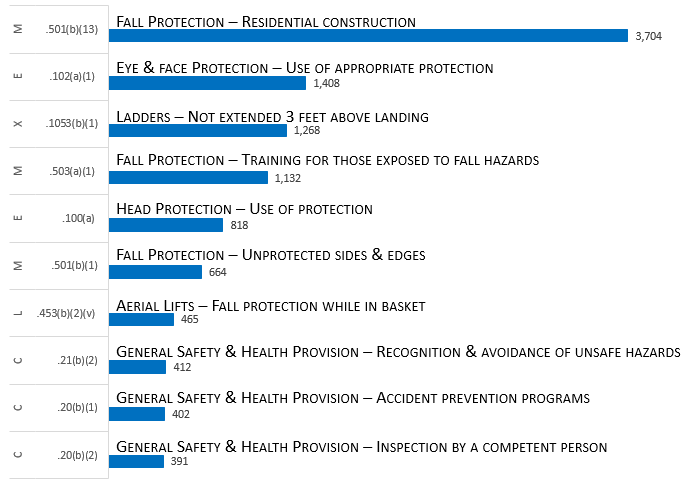 M .501(b)(13) Fall Protection – Residential construction
3,704
E .102(a)(1) Eye & face Protection – Use of appropriate protection
1,408
X .1053(b)(1) Ladders – Not extended 3 feet above landing
1,268
M .503(a)(1) Fall Protection – Training for those exposed to fall hazards
1,132
E .100(a) Head Protection – Use of protection
818
M .501(b)(1) Fall Protection – Unprotected sides & edges
664
L .453(b)(2)(v) Aerial Lifts – Fall protection while in basket
465
C .21(b)(2) General Safety & Health Provision – Recognition & avoidance of unsafe hazards
412
C .20(b)(1) General Safety & Health Provision – Accident prevention programs
402
C .20(b)(2) General Safety & Health Provision – Inspection by a competent person
391